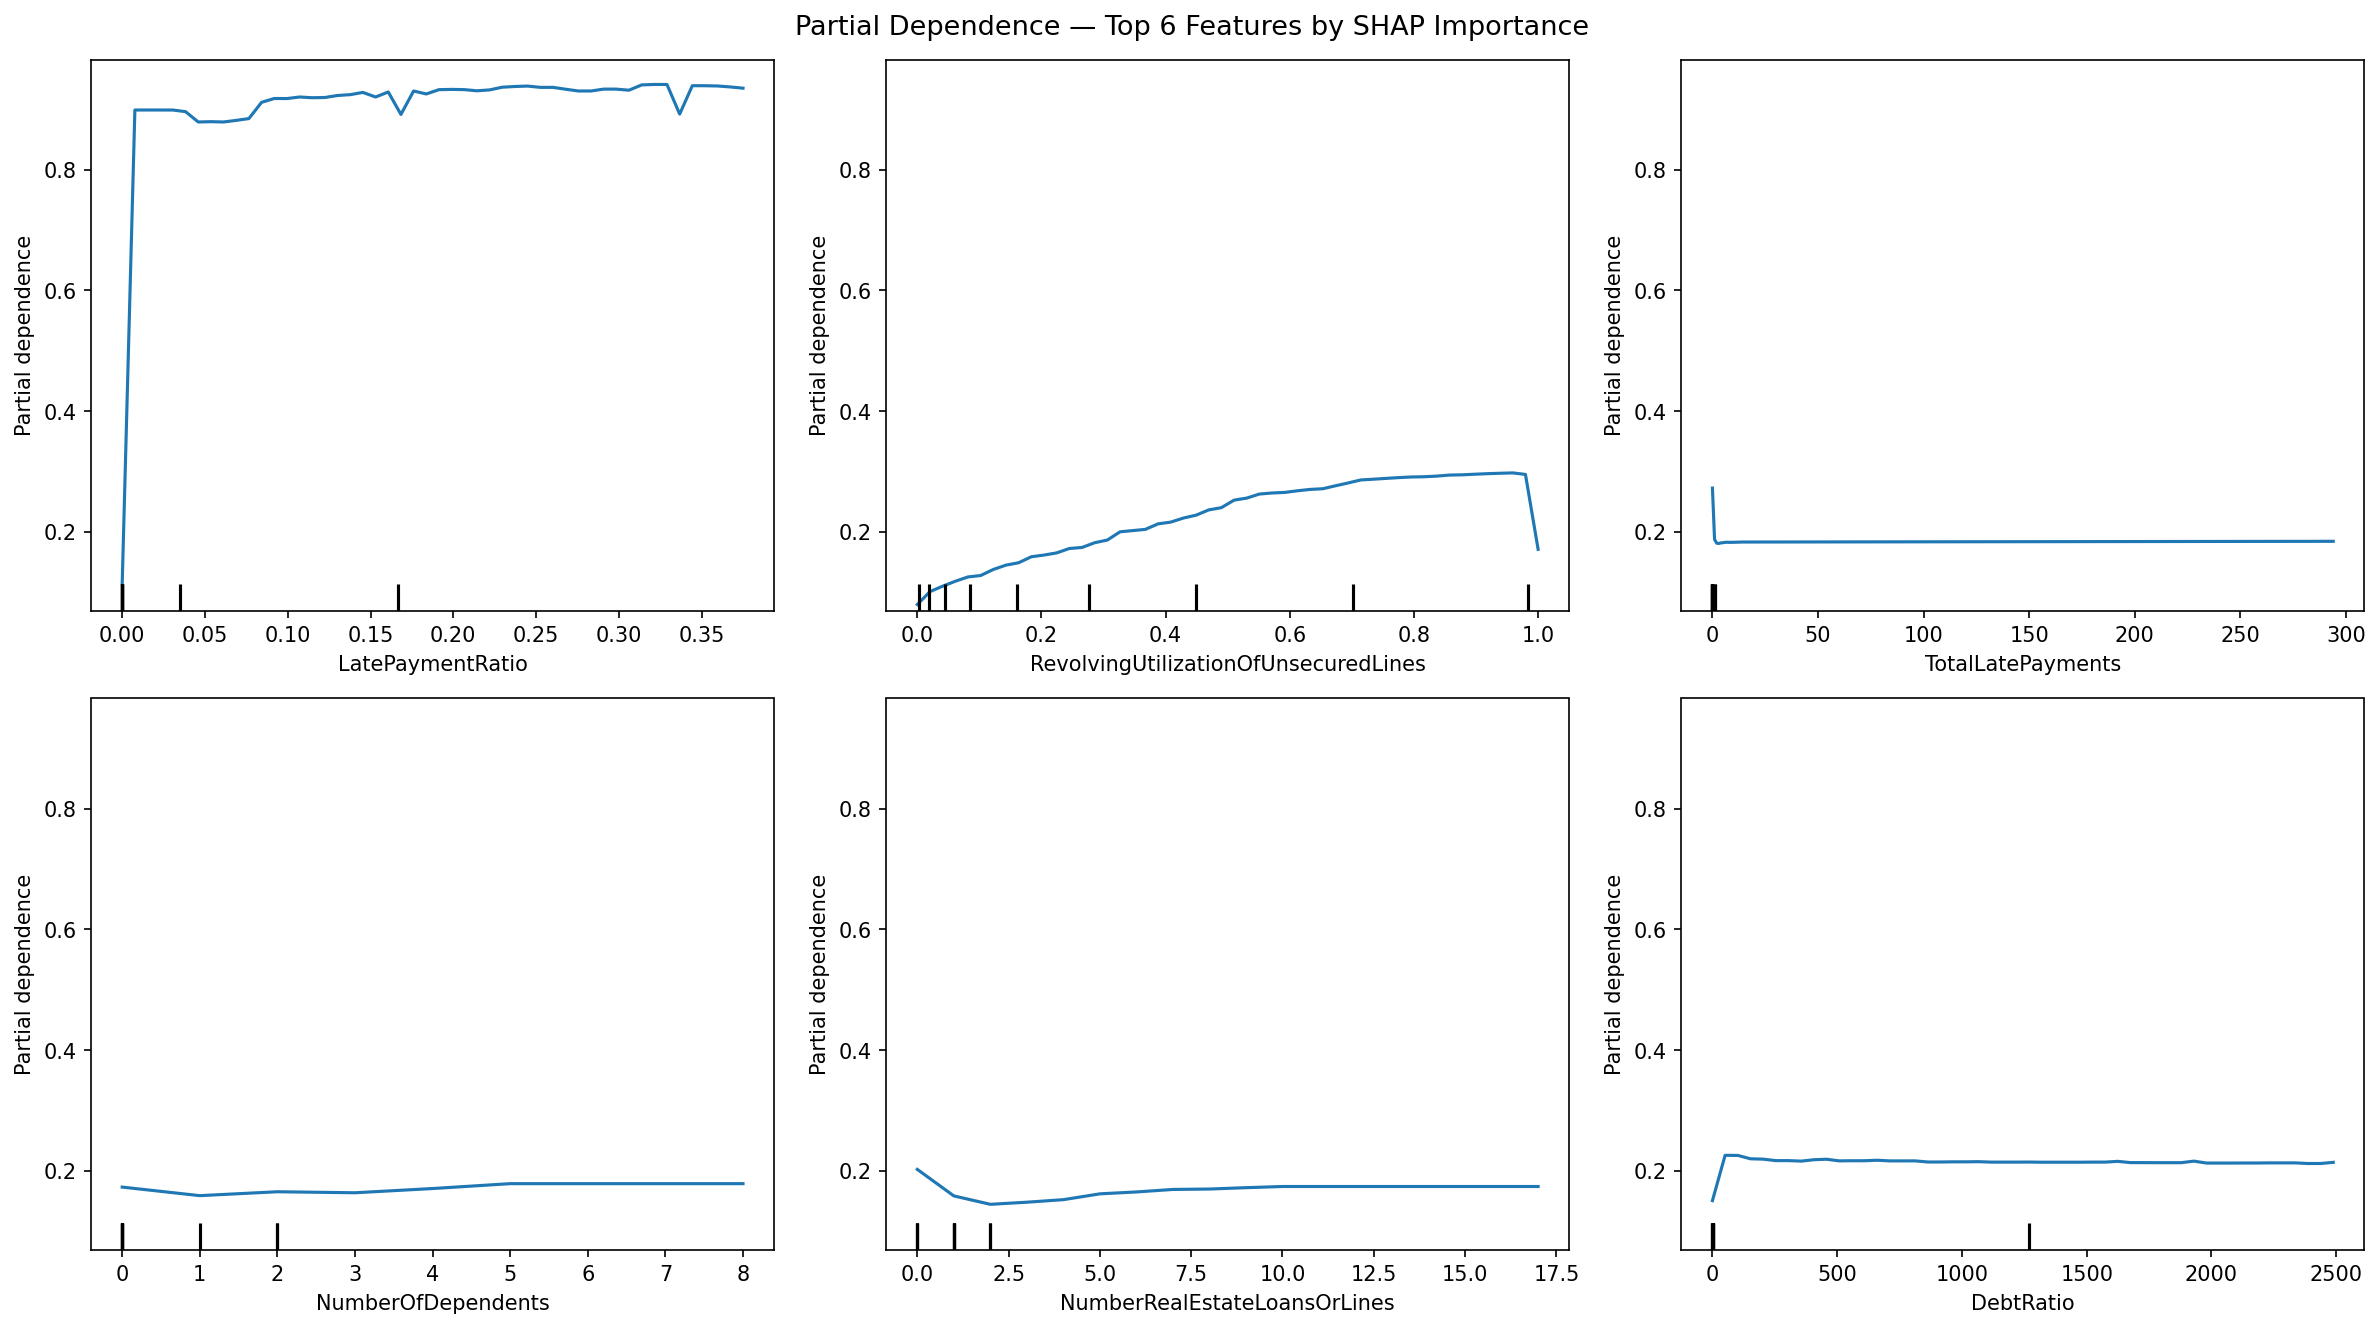 Partial Dependence — Top 6 Features by SHAP Importance
Partial dependence
0.8
0.6
0.4
0.2
0.00 0.05 0.10 0.15 0.20 0.25 0.30 0.35
LatePaymentRatio
Partial dependence
0.8
0.6
0.4
0.2
0.0 0.2 0.4 0.6 0.8 1.0
RevolvingUtilizationOfUnsecuredLines
Partial dependence
0.8
0.6
0.4
0.2
0 50 100 150 200 250 300
TotalLatePayments
Partial dependence
0.8
0.6
0.4
0.2
0 1 2 3 4 5 6 7 8
NumberOfDependents
Partial dependence
0.8
0.6
0.4
0.2
0.0 2.5 5.0 7.5 10.0 12.5 15.0 17.5
NumberRealEstateLoansOrLines
Partial dependence
0.8
0.6
0.4
0.2
0 500 1000 1500 2000 2500
DebtRatio